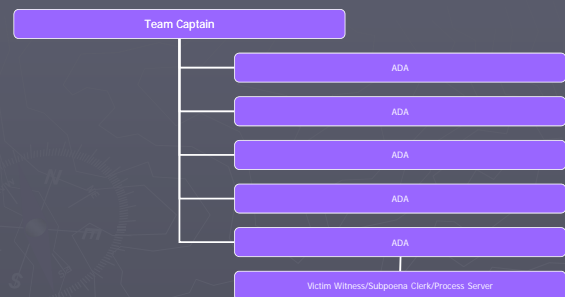 Team Captain
ADA
ADA
ADA
ADA
ADA
Victim Witness/Subpoena Clerk/Process Server
N
m
S